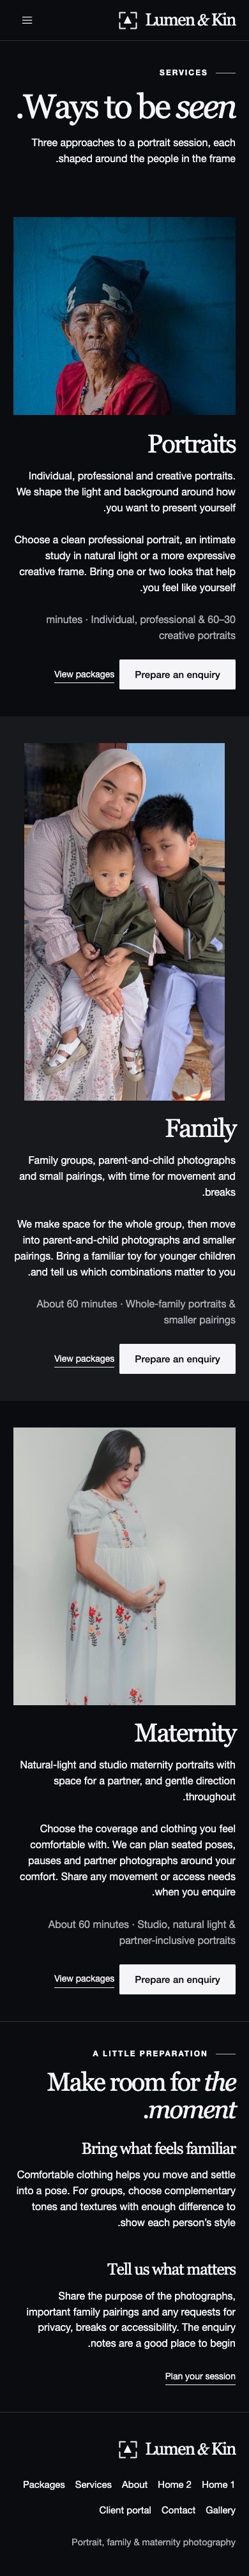 Lumen & Kin
SERVICES
Ways to be seen.
Three approaches to a portrait session, each
shaped around the people in the frame.
Portraits
Individual, professional and creative portraits.
We shape the light and background around how
you want to present yourself.
Choose a clean professional portrait, an intimate
study in natural light or a more expressive
creative frame. Bring one or two looks that help
you feel like yourself.
minutes · Individual, professional & 60–30
creative portraits
Prepare an enquiry
View packages
Family
Family groups, parent-and-child photographs
and small pairings, with time for movement and
breaks.
We make space for the whole group, then move
into parent-and-child photographs and smaller
pairings. Bring a familiar toy for younger children
and tell us which combinations matter to you.
About 60 minutes · Whole-family portraits &
smaller pairings
Prepare an enquiry
View packages
Maternity
Natural-light and studio maternity portraits with
space for a partner, and gentle direction
throughout.
Choose the coverage and clothing you feel
comfortable with. We can plan seated poses,
pauses and partner photographs around your
comfort. Share any movement or access needs
when you enquire.
About 60 minutes · Studio, natural light &
partner-inclusive portraits
Prepare an enquiry
View packages
A LITTLE PREPARATION
Make room for the
moment.
Bring what feels familiar
Comfortable clothing helps you move and settle
into a pose. For groups, choose complementary
tones and textures with enough difference to
show each person's style.
Tell us what matters
Share the purpose of the photographs,
important family pairings and any requests for
privacy, breaks or accessibility. The enquiry
notes are a good place to begin.
Plan your session
Lumen & Kin
Home 1 Home 2 About Services Packages
Gallery Contact Client portal
Portrait, family & maternity photography